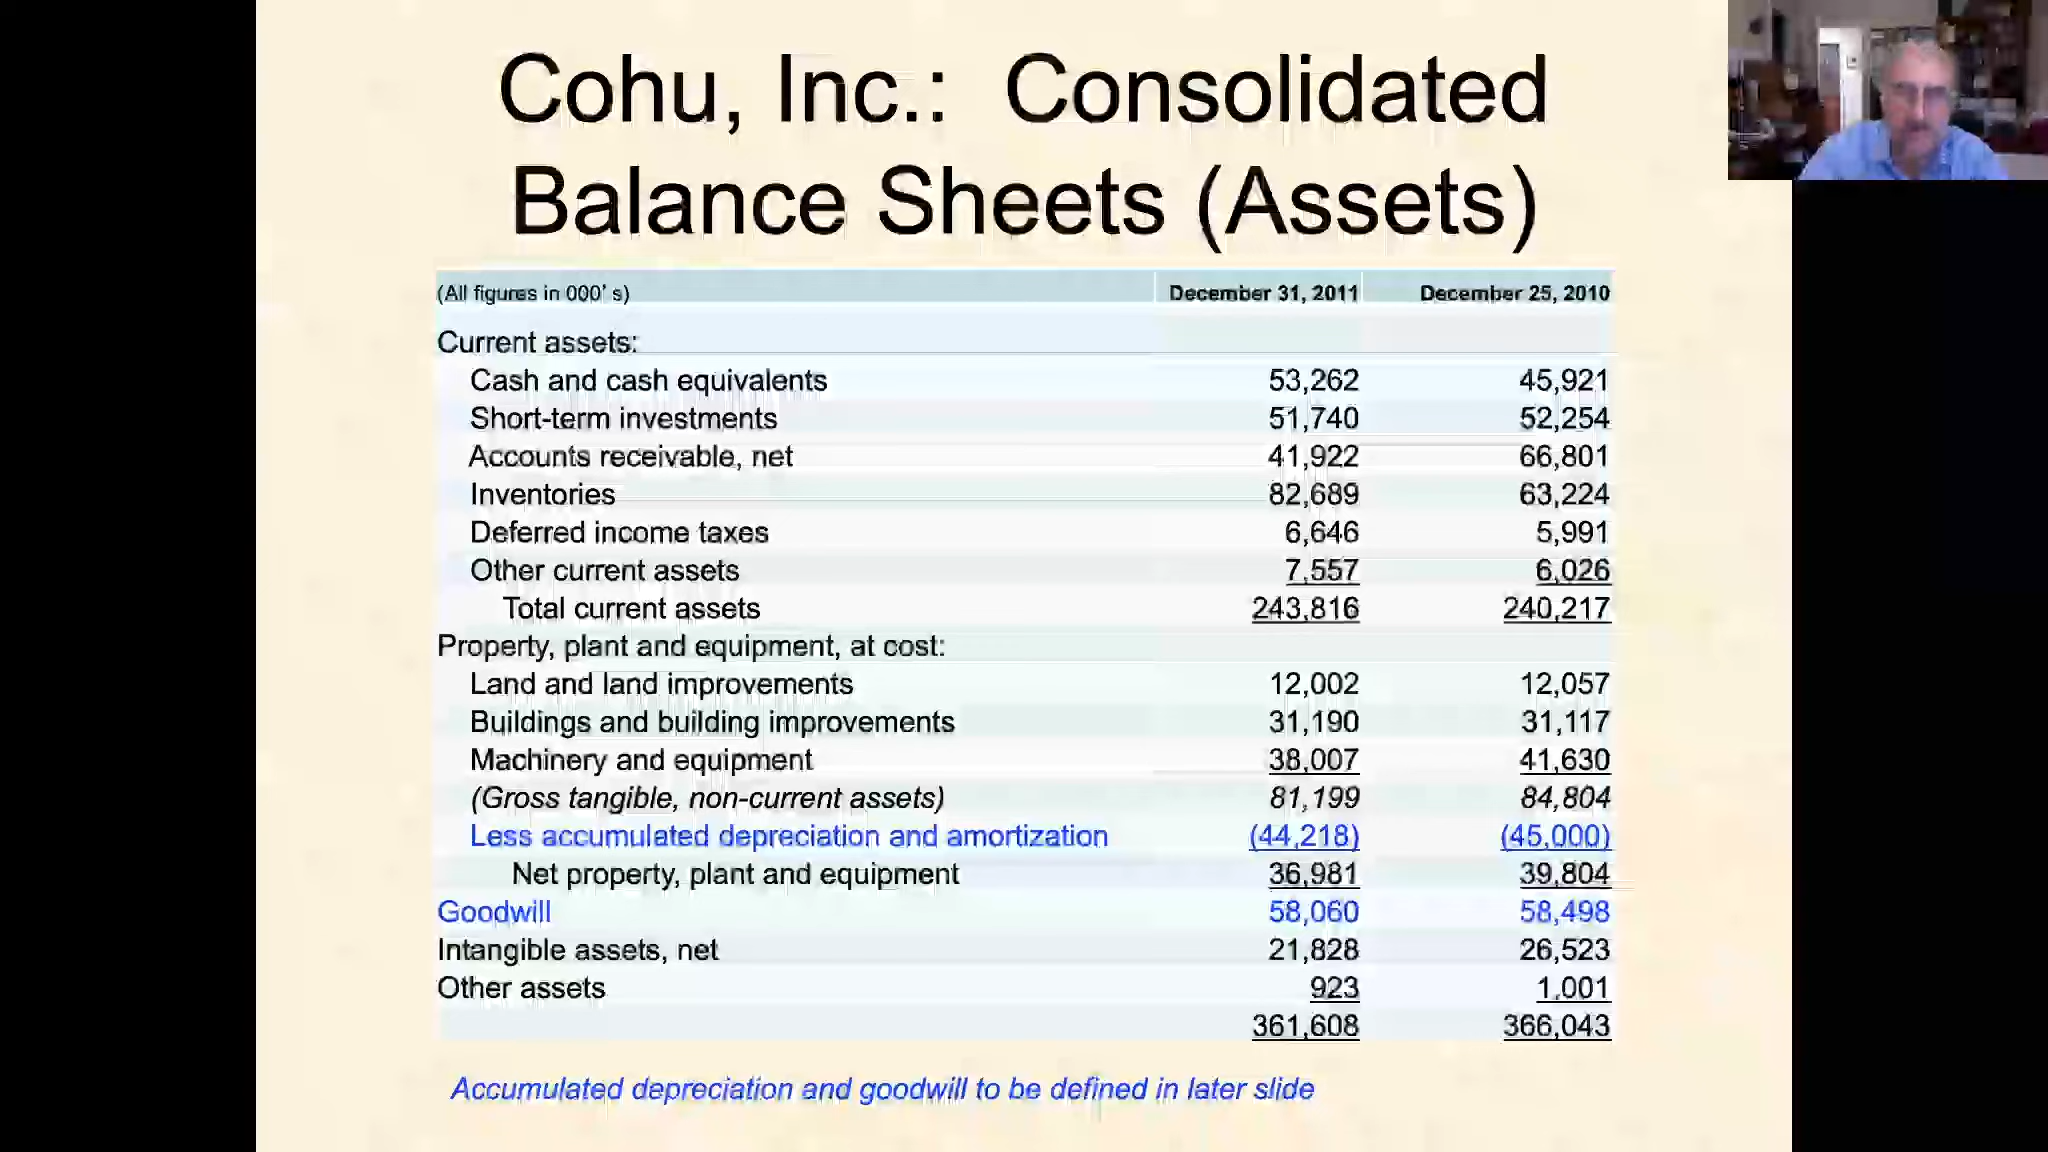 Cohu, Inc.: Consolidated
Balance Sheets (Assets)
(All figures in 000' s) December 31, 2011 December 25, 2010
Current assets:
Cash and cash equivalents 53,262 45,921
Short-term investments 51,740 52,254
Accounts receivable, net 41,922 66,801
Inventories 82,689 63,224
Deferred income taxes 6,646 5,991
Other current assets 7,557 6,026
Total current assets 243,816 240,217
Property, plant and equipment, at cost:
Land and land improvements 12,002 12,057
Buildings and building improvements 31,190 31,117
Machinery and equipment 38,007 41,630
(Gross tangible, non-current assets) 81,199 84,804
Less accumulated depreciation and amortization (44,218) (45,000)
Net property, plant and equipment 36,981 39,804
Goodwill 58,060 58,498
Intangible assets, net 21,828 26,523
Other assets 923 1,001
361,608 366,043
Accumulated depreciation and goodwill to be defined in later slide